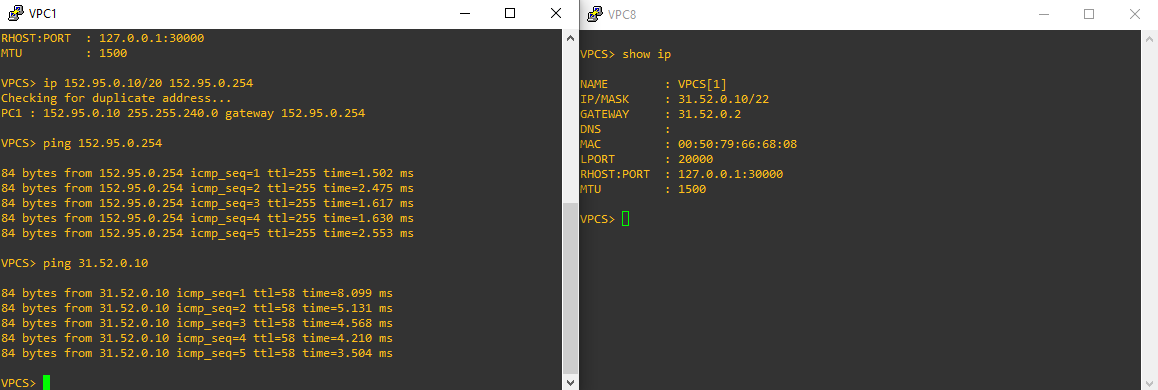 VPC1
RHOST:PORT  : 127.0.0.1:30000
MTU         : 1500
VPCS> ip 152.95.0.10/20 152.95.0.254
Checking for duplicate address...
PC1 : 152.95.0.10 255.255.240.0 gateway 152.95.0.254
VPCS> ping 152.95.0.254
84 bytes from 152.95.0.254 icmp_seq=1 ttl=255 time=1.502 ms
84 bytes from 152.95.0.254 icmp_seq=2 ttl=255 time=2.475 ms
84 bytes from 152.95.0.254 icmp_seq=3 ttl=255 time=1.617 ms
84 bytes from 152.95.0.254 icmp_seq=4 ttl=255 time=1.630 ms
84 bytes from 152.95.0.254 icmp_seq=5 ttl=255 time=2.553 ms
VPCS> ping 31.52.0.10
84 bytes from 31.52.0.10 icmp_seq=1 ttl=58 time=8.099 ms
84 bytes from 31.52.0.10 icmp_seq=2 ttl=58 time=5.131 ms
84 bytes from 31.52.0.10 icmp_seq=3 ttl=58 time=4.568 ms
84 bytes from 31.52.0.10 icmp_seq=4 ttl=58 time=4.210 ms
84 bytes from 31.52.0.10 icmp_seq=5 ttl=58 time=3.504 ms
VPCS>
VPC8
VPCS> show ip
NAME        : VPCS[1]
IP/MASK     : 31.52.0.10/22
GATEWAY     : 31.52.0.2
DNS         :
MAC         : 00:50:79:66:68:08
LPORT       : 20000
RHOST:PORT  : 127.0.0.1:30000
MTU         : 1500
VPCS>